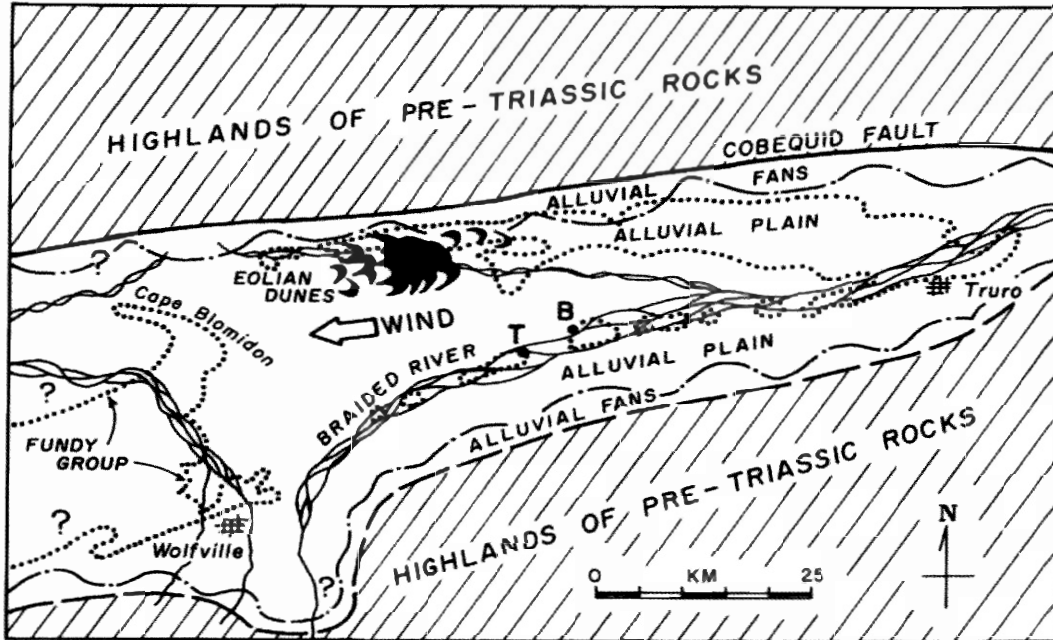 HIGHLANDS OF PRE-TRIASSIC ROCKS
COBEQUID FAULT
ALLUVIAL FANS
ALLUVIAL PLAIN
?
EOLIAN
DUNES
Cape Blomidon
WIND
B
T
Truro
BRAIDED RIVER
ALLUVIAL PLAIN
?
ALLUVIAL FANS
FUNDY
GROUP
?
Wolfville
?
HIGHLANDS OF PRE-TRIASSIC ROCKS
N
0 KM 25